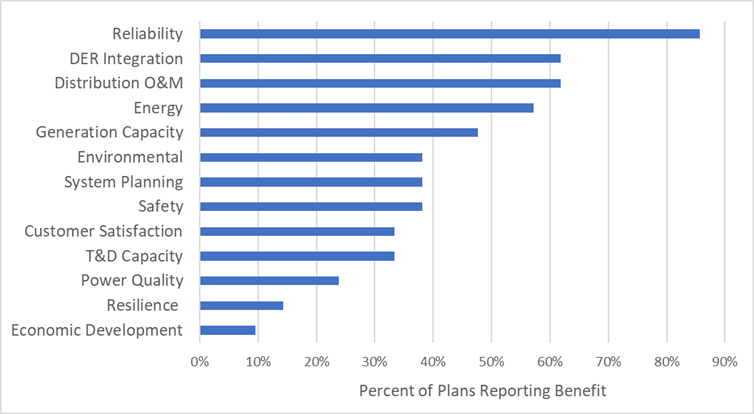 Reliability
DER Integration
Distribution O&M
Energy
Generation Capacity
Environmental
System Planning
Safety
Customer Satisfaction
T&D Capacity
Power Quality
Resilience
Economic Development
0% 10% 20% 30% 40% 50% 60% 70% 80% 90%
Percent of Plans Reporting Benefit